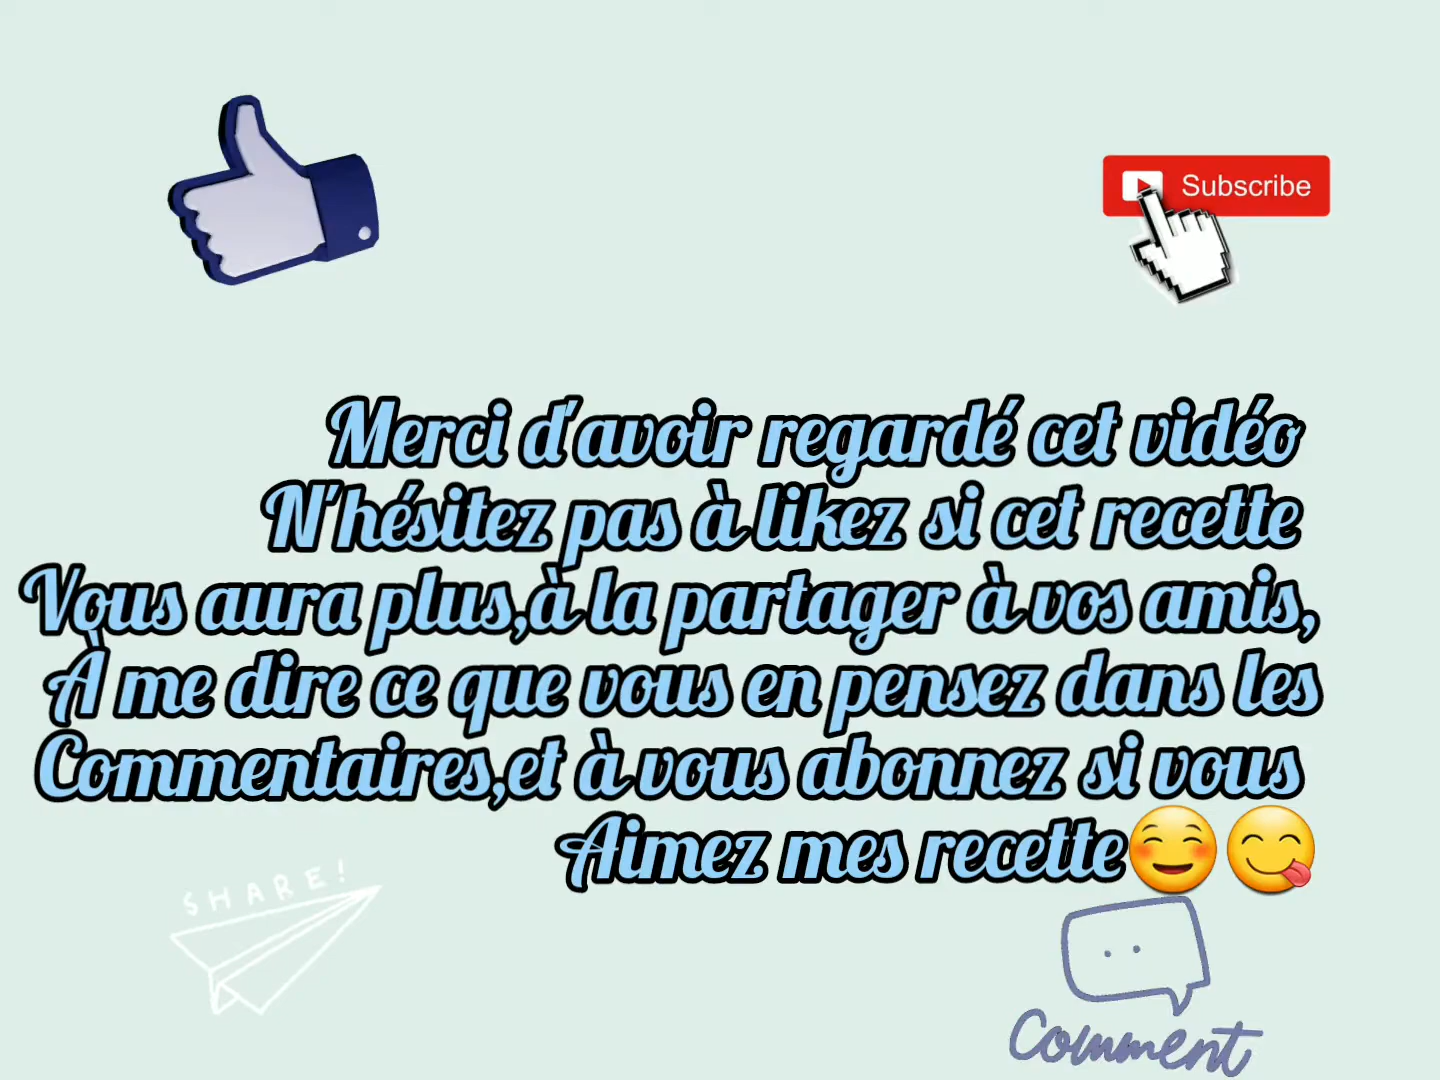 Subscribe
Merci d'avoir regardé cet vidéo
N'hésitez pas à likez si cet recette
Vous aura plus,à la partager à vos amis,
À me dire ce que vous en pensez dans les
Commentaires,et à vous abonnez si vous
Aimez mes recette☺️😋
SHARE!
Comment